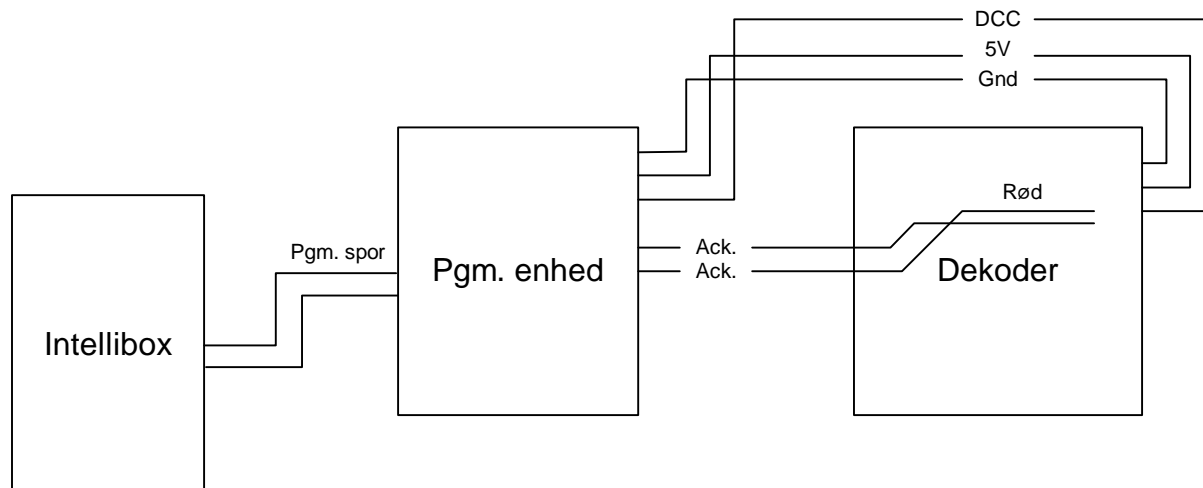 DCC
5V
Gnd
Rød
Pgm. spor
Ack.
Pgm. enhed
Ack.
Dekoder
Intellibox